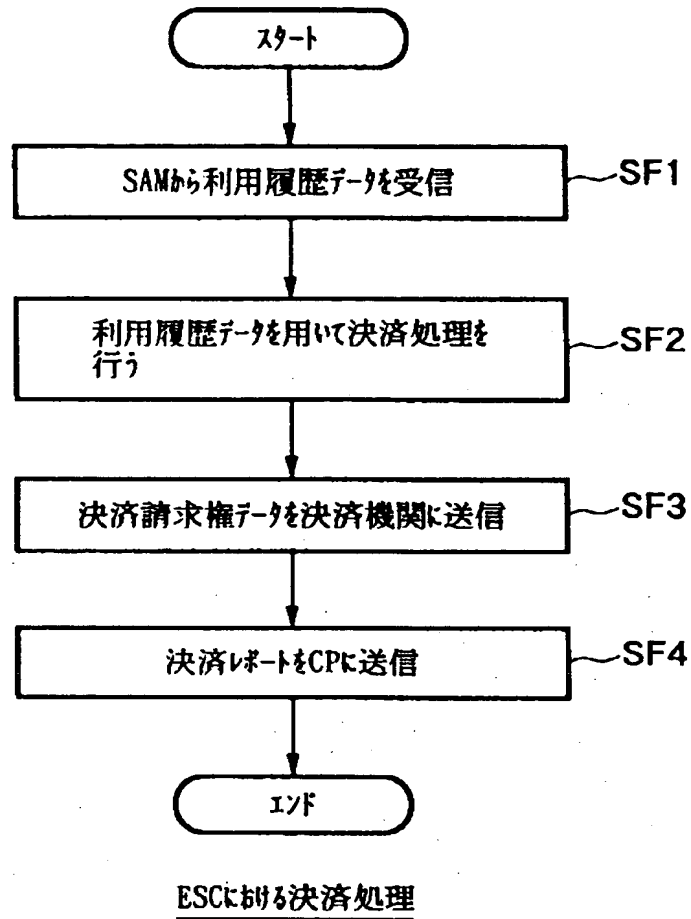 スタート
SAMから利用履歴データを受信
SF1
利用履歴データを用いて決済処理を
行う
SF2
決済請求権データを決済機関に送信
SF3
決済レポートをCPに送信
SF4
エンド
ESCにおける決済処理